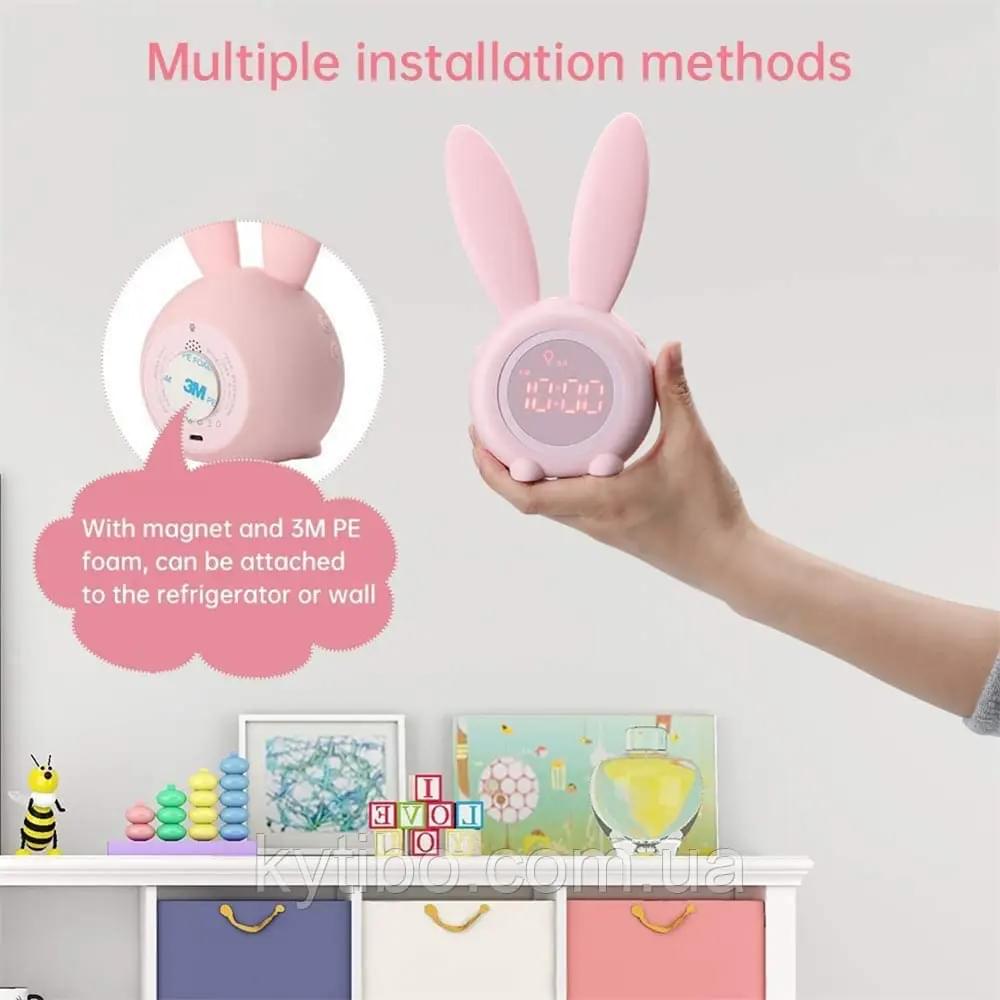 Multiple installation methods
10:00
PE FOAM
3M
PE
With magnet and 3M PE
foam, can be attached
to the refrigerator or wall
I
LOVE
kytibo.com.ua